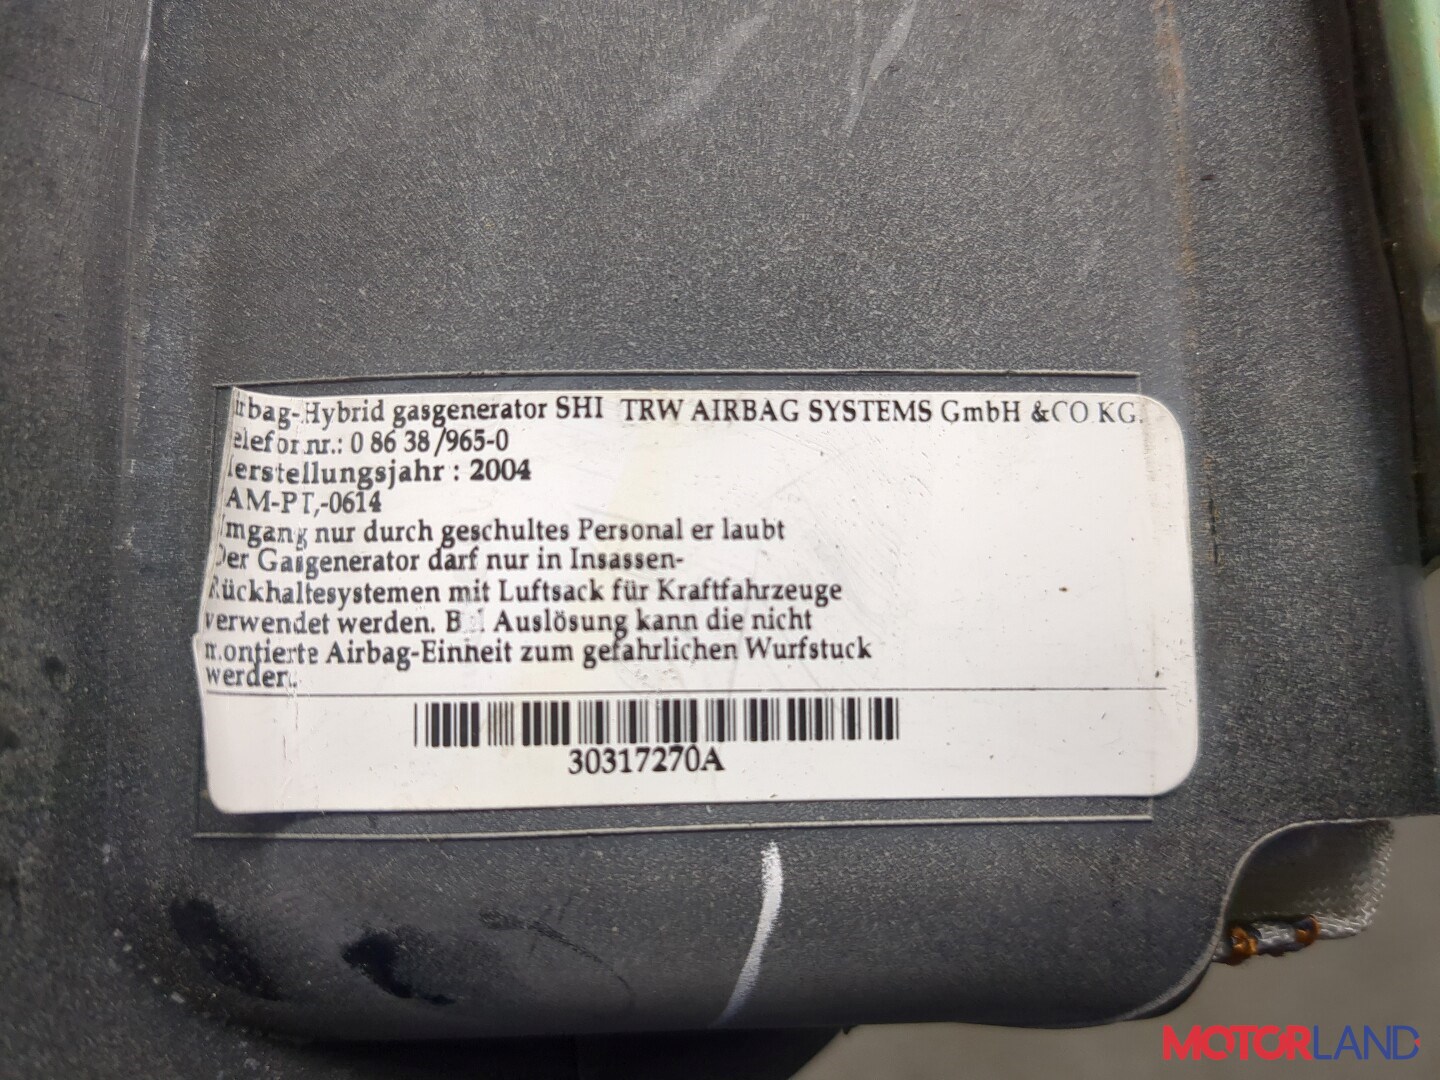 irbag-Hybrid gasgenerator SHI TRW AIRBAG SYSTEMS GmbH &CO KG.
elefor.nr.: 0 86 38/965-0
erstellungsjahr : 2004
AM-PT,-0614
mgang nur durch geschultes Personal er laubt
Der Gasgenerator darf nur in Insassen-
Rückhaltesystemen mit Luftsack für Kraftfahrzeuge
verwendet werden. Bei Auslösung kann die nicht
montierte Airbag-Einheit zum gefahrlichen Wurfstuck
werden.
30317270A
MOTORLAND